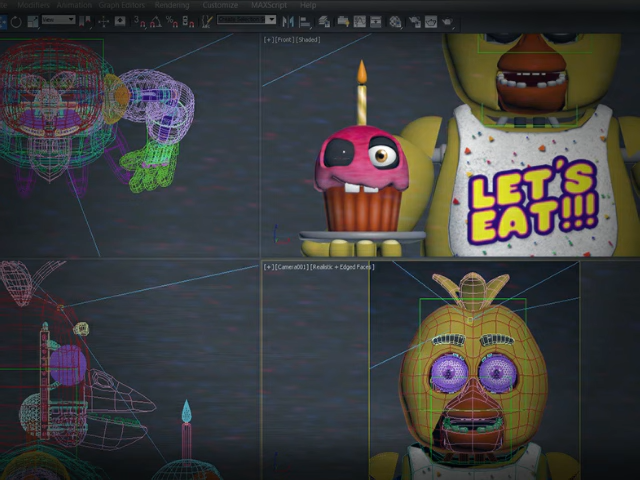 Modifiers Animation Graph Editors Rendering Customize MAXScript Help
[+] [Front] [Shaded]
LET'S
EAT!!!
[+] [Camera001] [Realistic + Edged Faces]